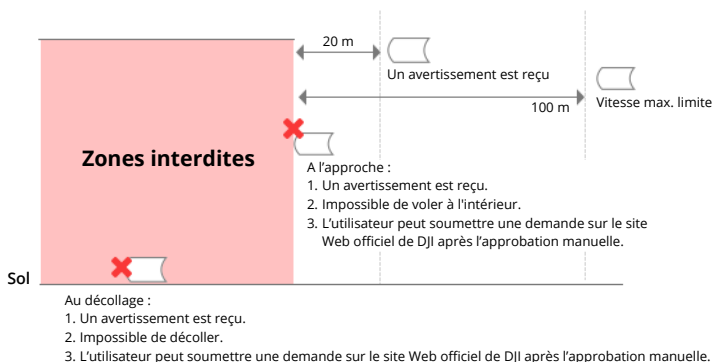 20 m
Un avertissement est reçu
100 m
Vitesse max. limite
Zones interdites
A l’approche :
1. Un avertissement est reçu.
2. Impossible de voler à l'intérieur.
3. L’utilisateur peut soumettre une demande sur le site
Web officiel de DJI après l’approbation manuelle.
Sol
Au décollage :
1. Un avertissement est reçu.
2. Impossible de décoller.
3. L’utilisateur peut soumettre une demande sur le site Web officiel de DJI après l’approbation manuelle.